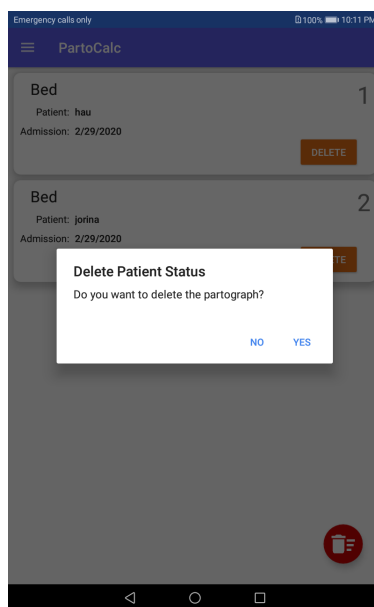 Emergency calls only 100% 10:11 PM
PartoCalc
Bed 1
Patient: hau
Admission: 2/29/2020
DELETE
Bed 2
Patient: jorina
Admission: 2/29/2020
TE
Delete Patient Status
Do you want to delete the partograph?
NO YES